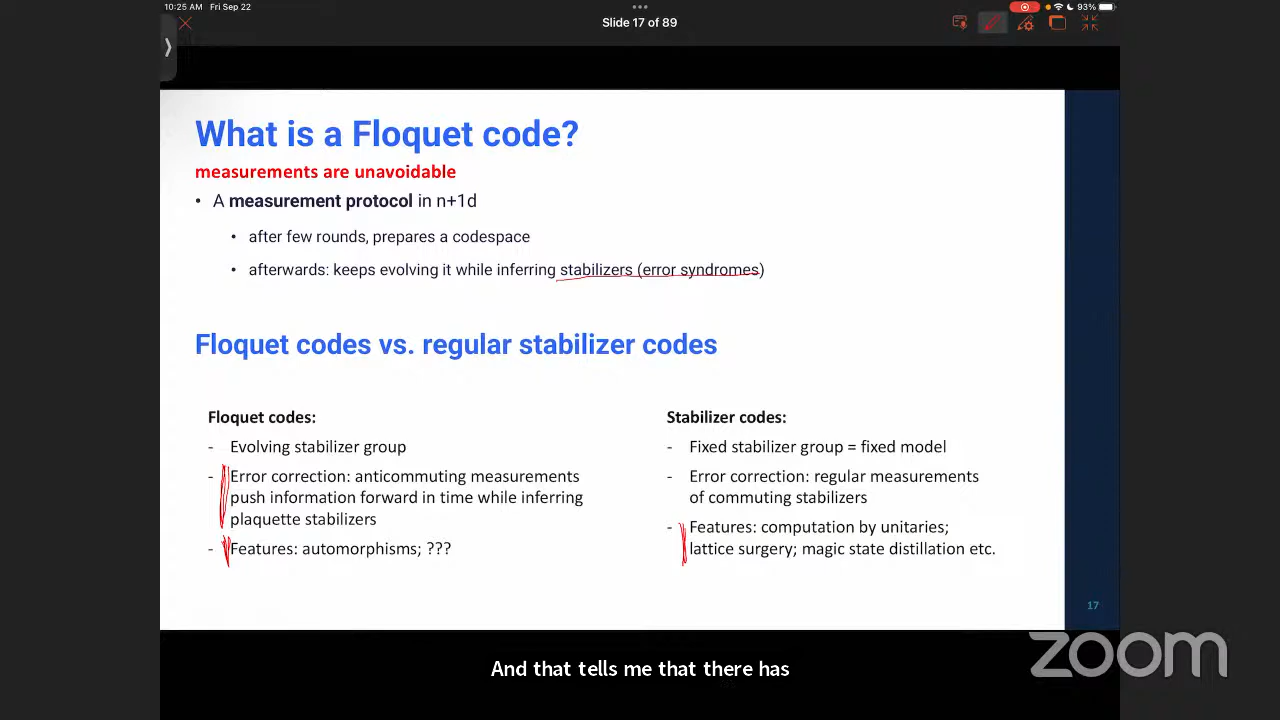 10:25 AM Fri Sep 22
93%
Slide 17 of 89
What is a Floquet code?
measurements are unavoidable
• A measurement protocol in n+1d
• after few rounds, prepares a codespace
• afterwards: keeps evolving it while inferring stabilizers (error syndromes)
Floquet codes vs. regular stabilizer codes
Floquet codes:
- Evolving stabilizer group
- Error correction: anticommuting measurements
push information forward in time while inferring
plaquette stabilizers
- Features: automorphisms; ???
Stabilizer codes:
- Fixed stabilizer group = fixed model
- Error correction: regular measurements
of commuting stabilizers
- Features: computation by unitaries;
lattice surgery; magic state distillation etc.
17
And that tells me that there has
zoom